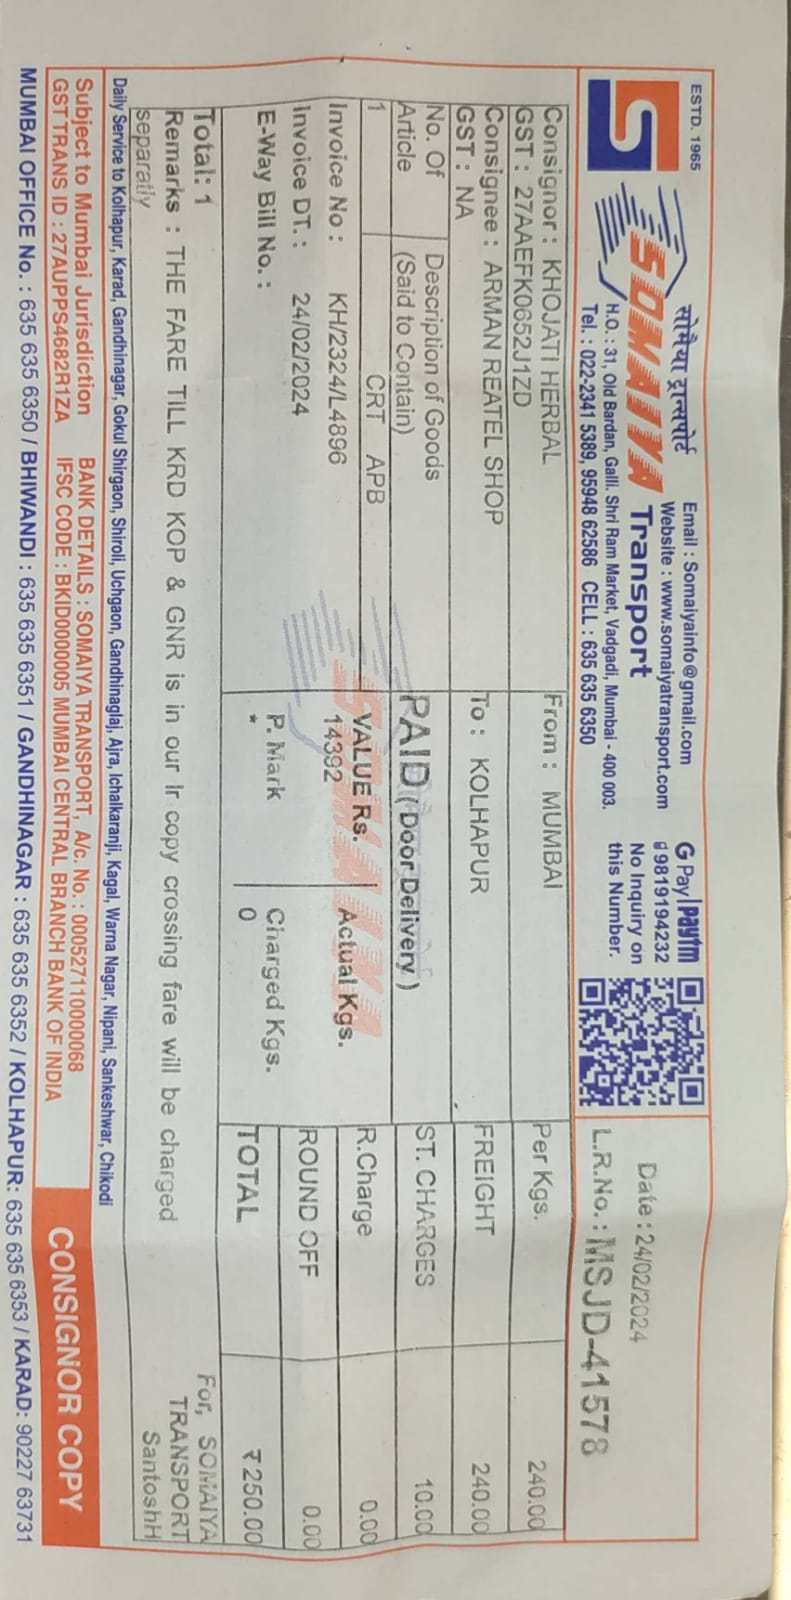 ESTD. 1965
सोमैया ट्रान्सपोर्ट
SOMAIYA Transport
Email : Somaiyainfo@gmail.com
Website : www.somaiyatransport.com
H.O. : 31, Old Bardan, Galli. Shri Ram Market, Vadgadi, Mumbai - 400 003.
Tel. : 022-2341 5389, 95948 62586 CELL : 635 635 6350
G Pay paytm
9819194232
No Inquiry on
this Number.
Date : 24/02/2024
L.R.No. : MSJD-41578
Consignor : KHOJATI HERBAL
GST : 27AAEFK0652J1ZD
From : MUMBAI
Per Kgs. 240.00
Consignee : ARMAN REATEL SHOP
GST : NA
To : KOLHAPUR
FREIGHT 240.00
No. Of Article
Description of Goods
(Said to Contain)
PAID ( Door Delivery )
ST. CHARGES 10.00
1 CRT APB
VALUE Rs. Actual Kgs.
14392
R.Charge 0.00
Invoice No : KH/2324/L4896
Invoice DT. : 24/02/2024
E-Way Bill No. :
P. Mark Charged Kgs.
* 0
ROUND OFF 0.00
TOTAL ₹250.00
Total: 1
Remarks : THE FARE TILL KRD KOP & GNR is in our lr copy crossing fare will be charged
separatly
For, SOMAIYA
TRANSPORT
SantoshH
Daily Service to Kolhapur, Karad, Gandhinagar, Gokul Shirgaon, Shiroli, Uchgaon, Gandhinaglaj, Ajra, Ichalkaranji, Kagal, Warna Nagar, Nipani, Sankeshwar, Chikodi
Subject to Mumbai Jurisdiction BANK DETAILS : SOMAIYA TRANSPORT, A/c. No. : 000527110000068
GST TRANS ID : 27AUPPS4682R1ZA IFSC CODE : BKID0000005 MUMBAI CENTRAL BRANCH BANK OF INDIA
CONSIGNOR COPY
MUMBAI OFFICE No. : 635 635 6350 / BHIWANDI : 635 635 6351 / GANDHINAGAR : 635 635 6352 / KOLHAPUR: 635 635 6353 / KARAD: 90227 63731